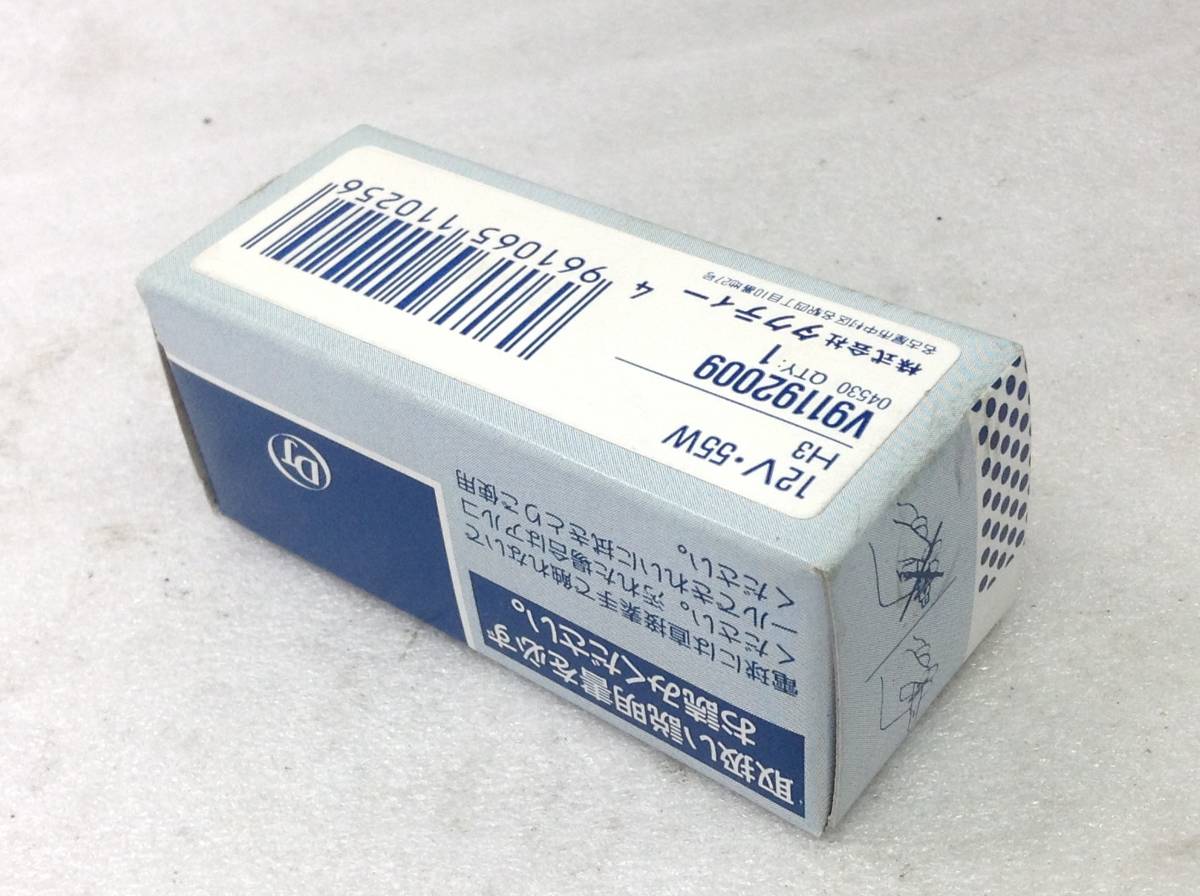 12V・55W
H3
V91192009
04530 QTY: 1
株式会社 タクティー
名古屋市中村区名駅四丁目10番地27号
4 961065 110256
DJ
取扱い説明書を必ず
お読みください。
電球には直接素手で触れないで
ください。汚れた場合はアルコ
ールできれいに拭きとりご使用
ください。